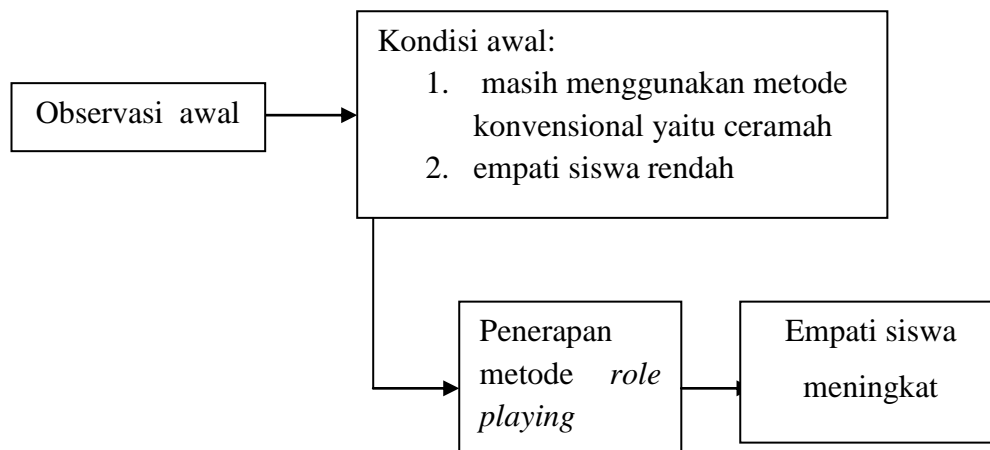 Observasi awal
Kondisi awal:
1. masih menggunakan metode
konvensional yaitu ceramah
2. empati siswa rendah
Penerapan
metode role
playing
Empati siswa
meningkat